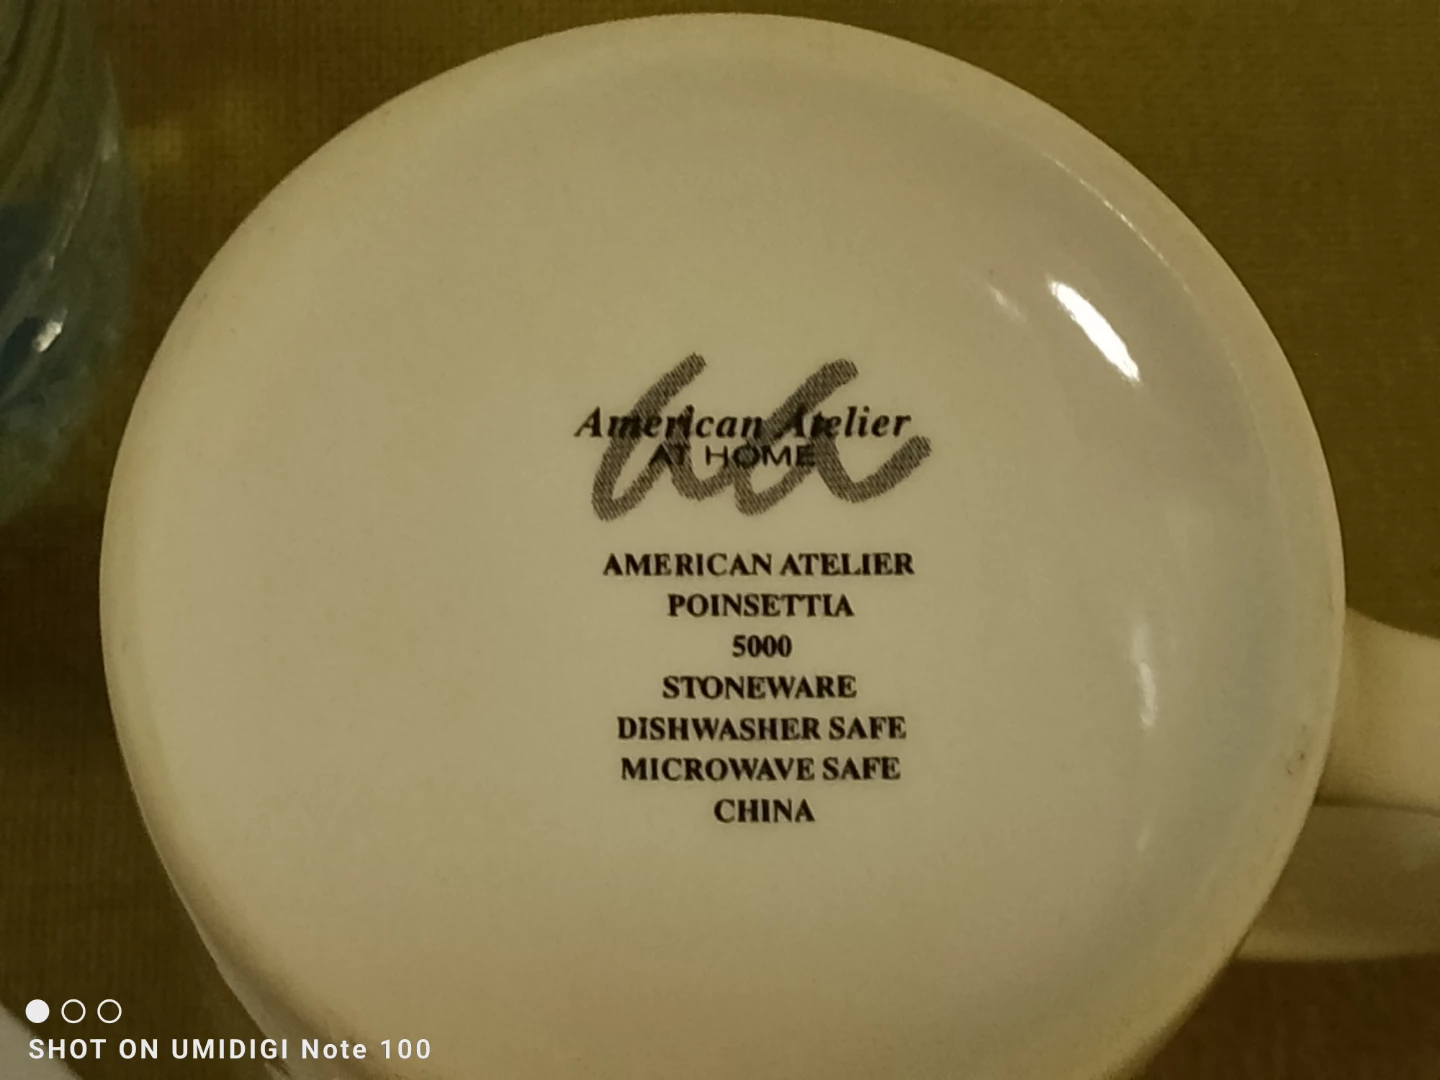 American Atelier
AT HOME
AMERICAN ATELIER
POINSETTIA
5000
STONEWARE
DISHWASHER SAFE
MICROWAVE SAFE
CHINA
SHOT ON UMIDIGI Note 100